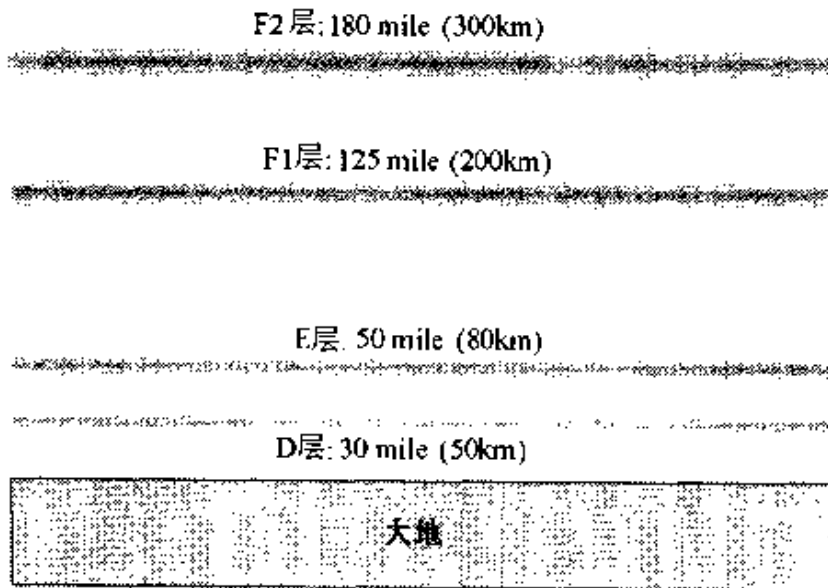 F2层: 180 mile (300km)
F1层: 125 mile (200km)
E层. 50 mile (80km)
D层: 30 mile (50km)
大地